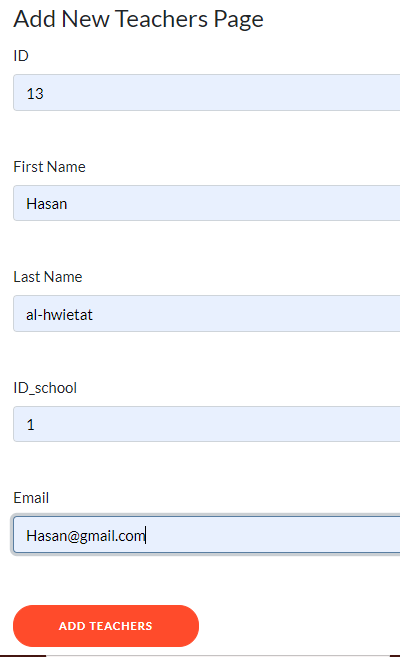 Add New Teachers Page
ID
13
First Name
Hasan
Last Name
al-hwietat
ID_school
1
Email
Hasan@gmail.com
ADD TEACHERS